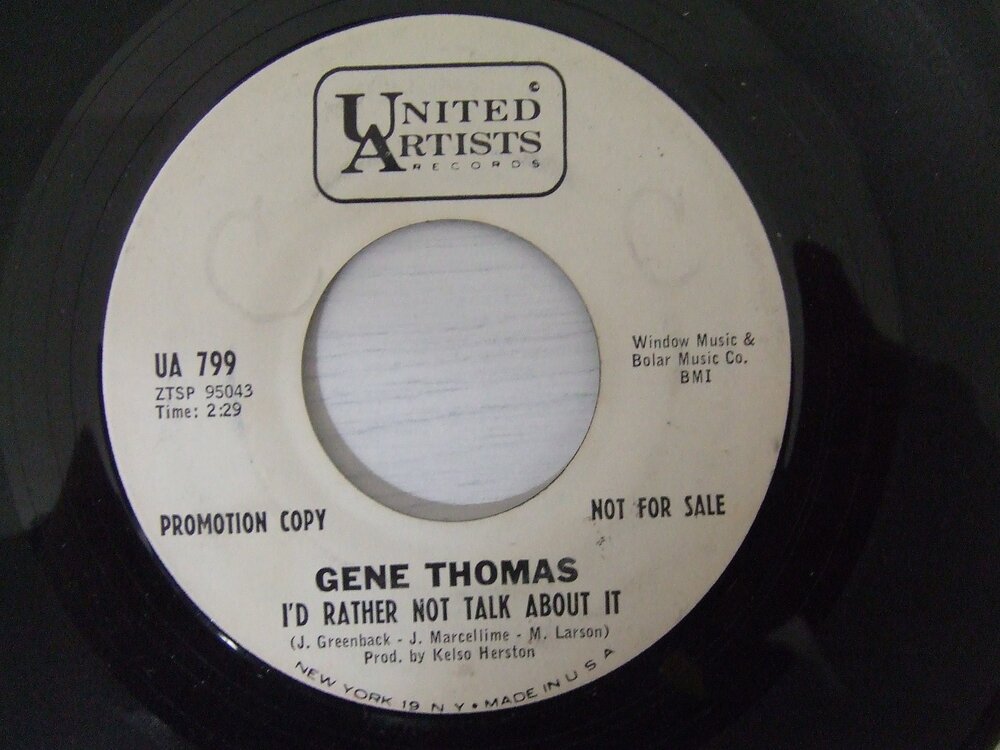 ©
UNITED
ARTISTS
RECORDS
UA 799
ZTSP 95043
Time: 2:29
Window Music &
Bolar Music Co.
BMI
PROMOTION COPY
NOT FOR SALE
GENE THOMAS
I'D RATHER NOT TALK ABOUT IT
(J. Greenback - J. Marcellime - M. Larson)
Prod. by Kelso Herston
NEW YORK 19 N Y • MADE IN U S A